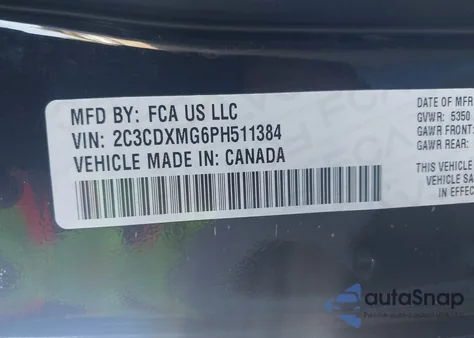 MFD BY: FCA US LLC
VIN: 2C3CDXMG6PH511384
VEHICLE MADE IN: CANADA
DATE OF MFR
GVWR: 5350
GAWR FRONT:
GAWR REAR:
THIS VEHICLE
VEHICLE SA
IN EFFEC
autoSnap